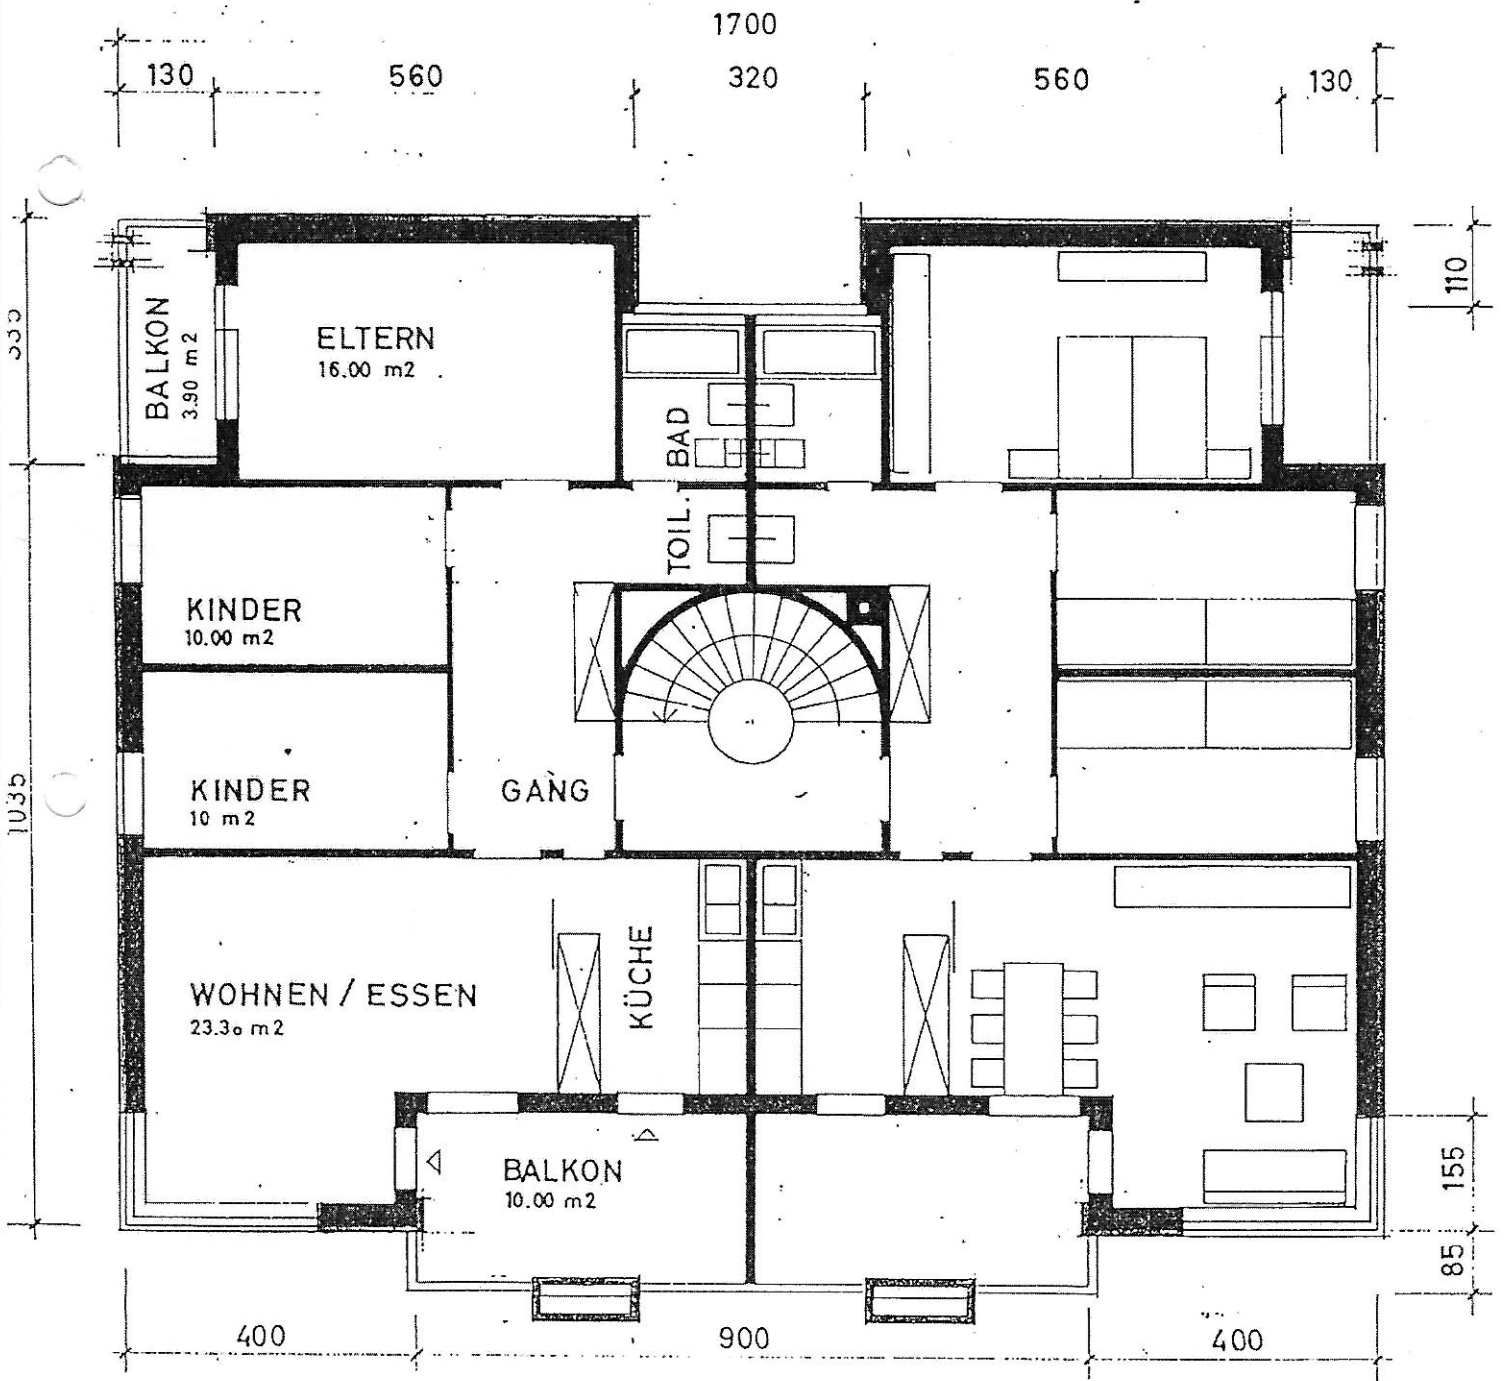 1700
130
560
320
560
130
110
335
BALKON
3.90 m2
ELTERN
16.00 m2
BAD
TOIL.
KINDER
10.00 m2
KINDER
10 m2
GANG
1035
WOHNEN / ESSEN
23.30 m2
KÜCHE
BALKON
10.00 m2
155
85
400
900
400